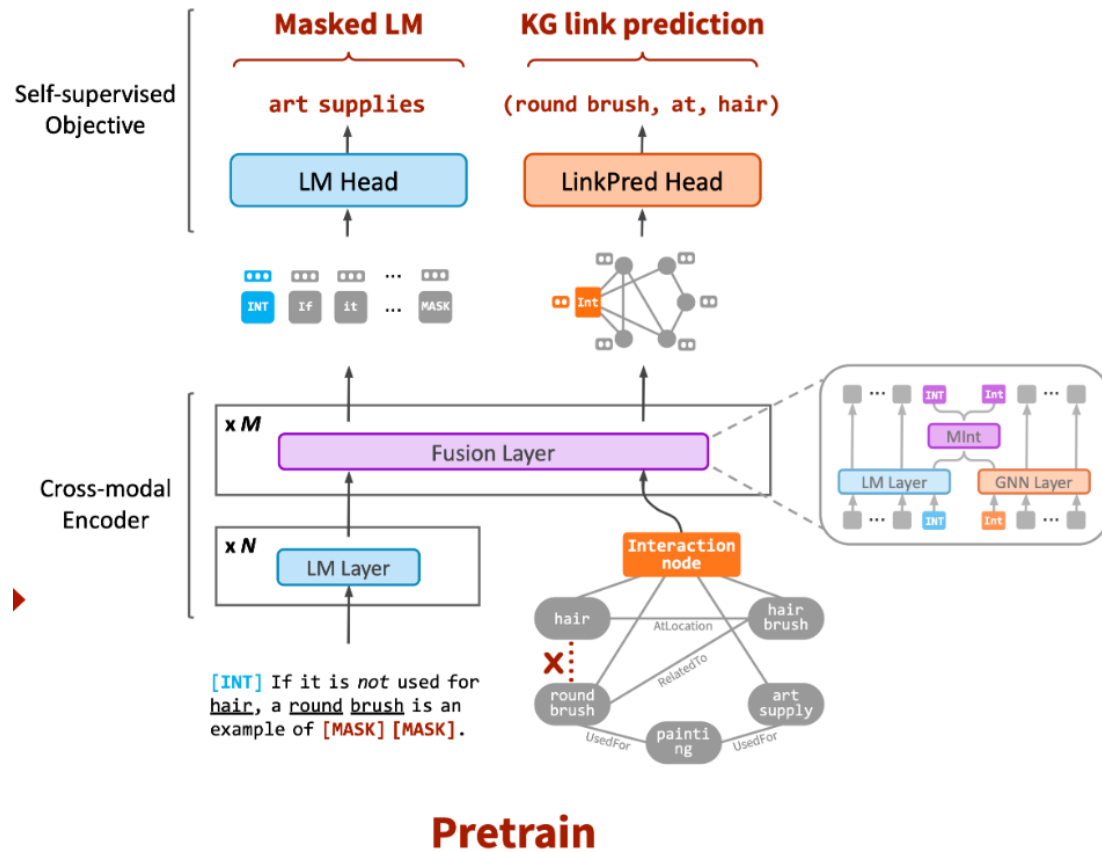 Masked LM
KG link prediction
Self-supervised
Objective
art supplies
(round brush, at, hair)
LM Head
LinkPred Head
INT
If
it
...
MASK
Int
Cross-modal
Encoder
x M
Fusion Layer
x N
LM Layer
...
INT
Int
...
MInt
LM Layer
GNN Layer
...
INT
Int
...
[INT] If it is not used for
hair, a round brush is an
example of [MASK] [MASK].
Interaction
node
hair
hair
brush
AtLocation
X
RelatedTo
round
brush
art
supply
UsedFor
painti
ng
UsedFor
Pretrain